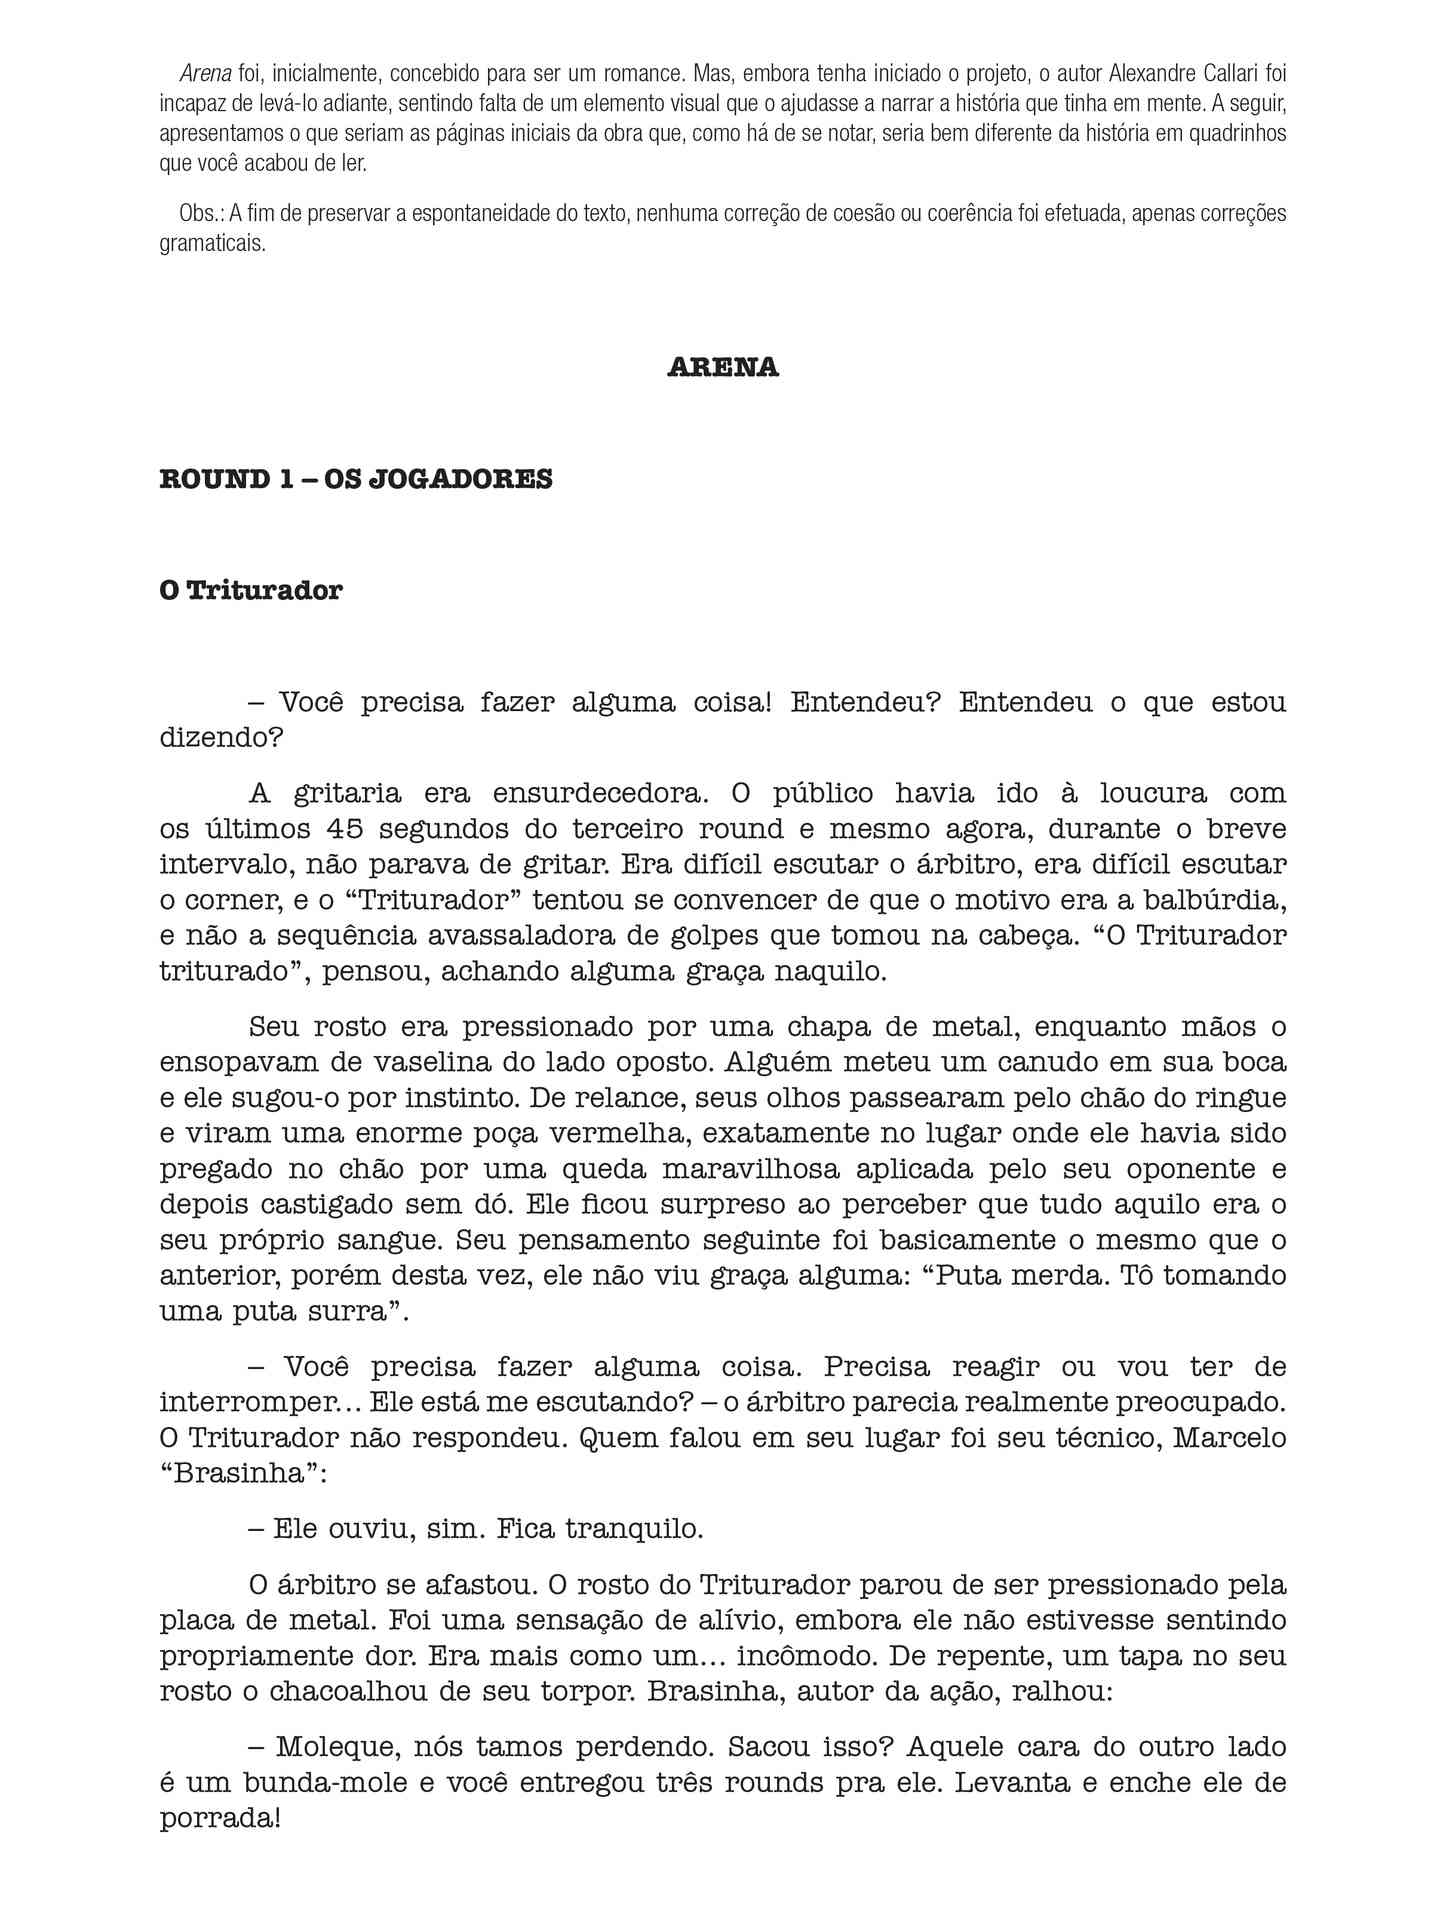 Arena foi, inicialmente, concebido para ser um romance. Mas, embora tenha iniciado o projeto, o autor Alexandre Callari foi
incapaz de levá-lo adiante, sentindo falta de um elemento visual que o ajudasse a narrar a história que tinha em mente. A seguir,
apresentamos o que seriam as páginas iniciais da obra que, como há de se notar, seria bem diferente da história em quadrinhos
que você acabou de ler.
Obs.: A fim de preservar a espontaneidade do texto, nenhuma correção de coesão ou coerência foi efetuada, apenas correções
gramaticais.
ARENA
ROUND 1 – OS JOGADORES
O Triturador
– Você precisa fazer alguma coisa! Entendeu? Entendeu o que estou
dizendo?
A gritaria era ensurdecedora. O público havia ido à loucura com
os últimos 45 segundos do terceiro round e mesmo agora, durante o breve
intervalo, não parava de gritar. Era difícil escutar o árbitro, era difícil escutar
o corner, e o “Triturador” tentou se convencer de que o motivo era a balbúrdia,
e não a sequência avassaladora de golpes que tomou na cabeça. “O Triturador
triturado”, pensou, achando alguma graça naquilo.
Seu rosto era pressionado por uma chapa de metal, enquanto mãos o
ensopavam de vaselina do lado oposto. Alguém meteu um canudo em sua boca
e ele sugou-o por instinto. De relance, seus olhos passearam pelo chão do ringue
e viram uma enorme poça vermelha, exatamente no lugar onde ele havia sido
pregado no chão por uma queda maravilhosa aplicada pelo seu oponente e
depois castigado sem dó. Ele ficou surpreso ao perceber que tudo aquilo era o
seu próprio sangue. Seu pensamento seguinte foi basicamente o mesmo que o
anterior, porém desta vez, ele não viu graça alguma: “Puta merda. Tô tomando
uma puta surra”.
– Você precisa fazer alguma coisa. Precisa reagir ou vou ter de
interromper... Ele está me escutando? – o árbitro parecia realmente preocupado.
O Triturador não respondeu. Quem falou em seu lugar foi seu técnico, Marcelo
“Brasinha”:
– Ele ouviu, sim. Fica tranquilo.
O árbitro se afastou. O rosto do Triturador parou de ser pressionado pela
placa de metal. Foi uma sensação de alívio, embora ele não estivesse sentindo
propriamente dor. Era mais como um... incômodo. De repente, um tapa no seu
rosto o chacoalhou de seu torpor. Brasinha, autor da ação, ralhou:
– Moleque, nós tamos perdendo. Sacou isso? Aquele cara do outro lado
é um bunda-mole e você entregou três rounds pra ele. Levanta e enche ele de
porrada!